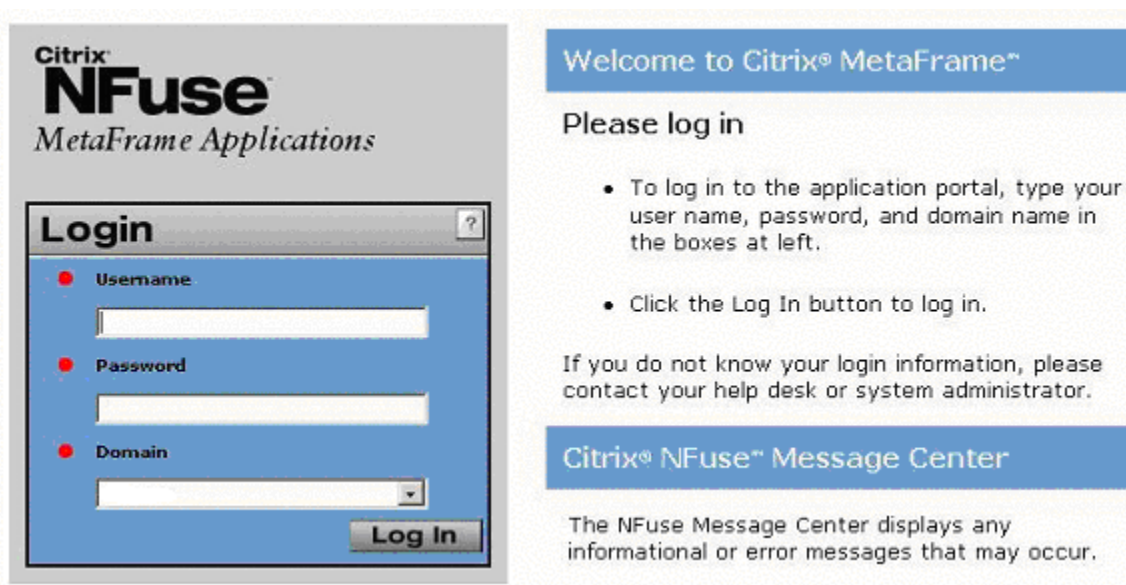 Citrix®
NFuse™
MetaFrame Applications
Login
?
Username
Password
Domain
Log In
Welcome to Citrix® MetaFrame™
Please log in
• To log in to the application portal, type your
user name, password, and domain name in
the boxes at left.
• Click the Log In button to log in.
If you do not know your login information, please
contact your help desk or system administrator.
Citrix® NFuse™ Message Center
The NFuse Message Center displays any
informational or error messages that may occur.